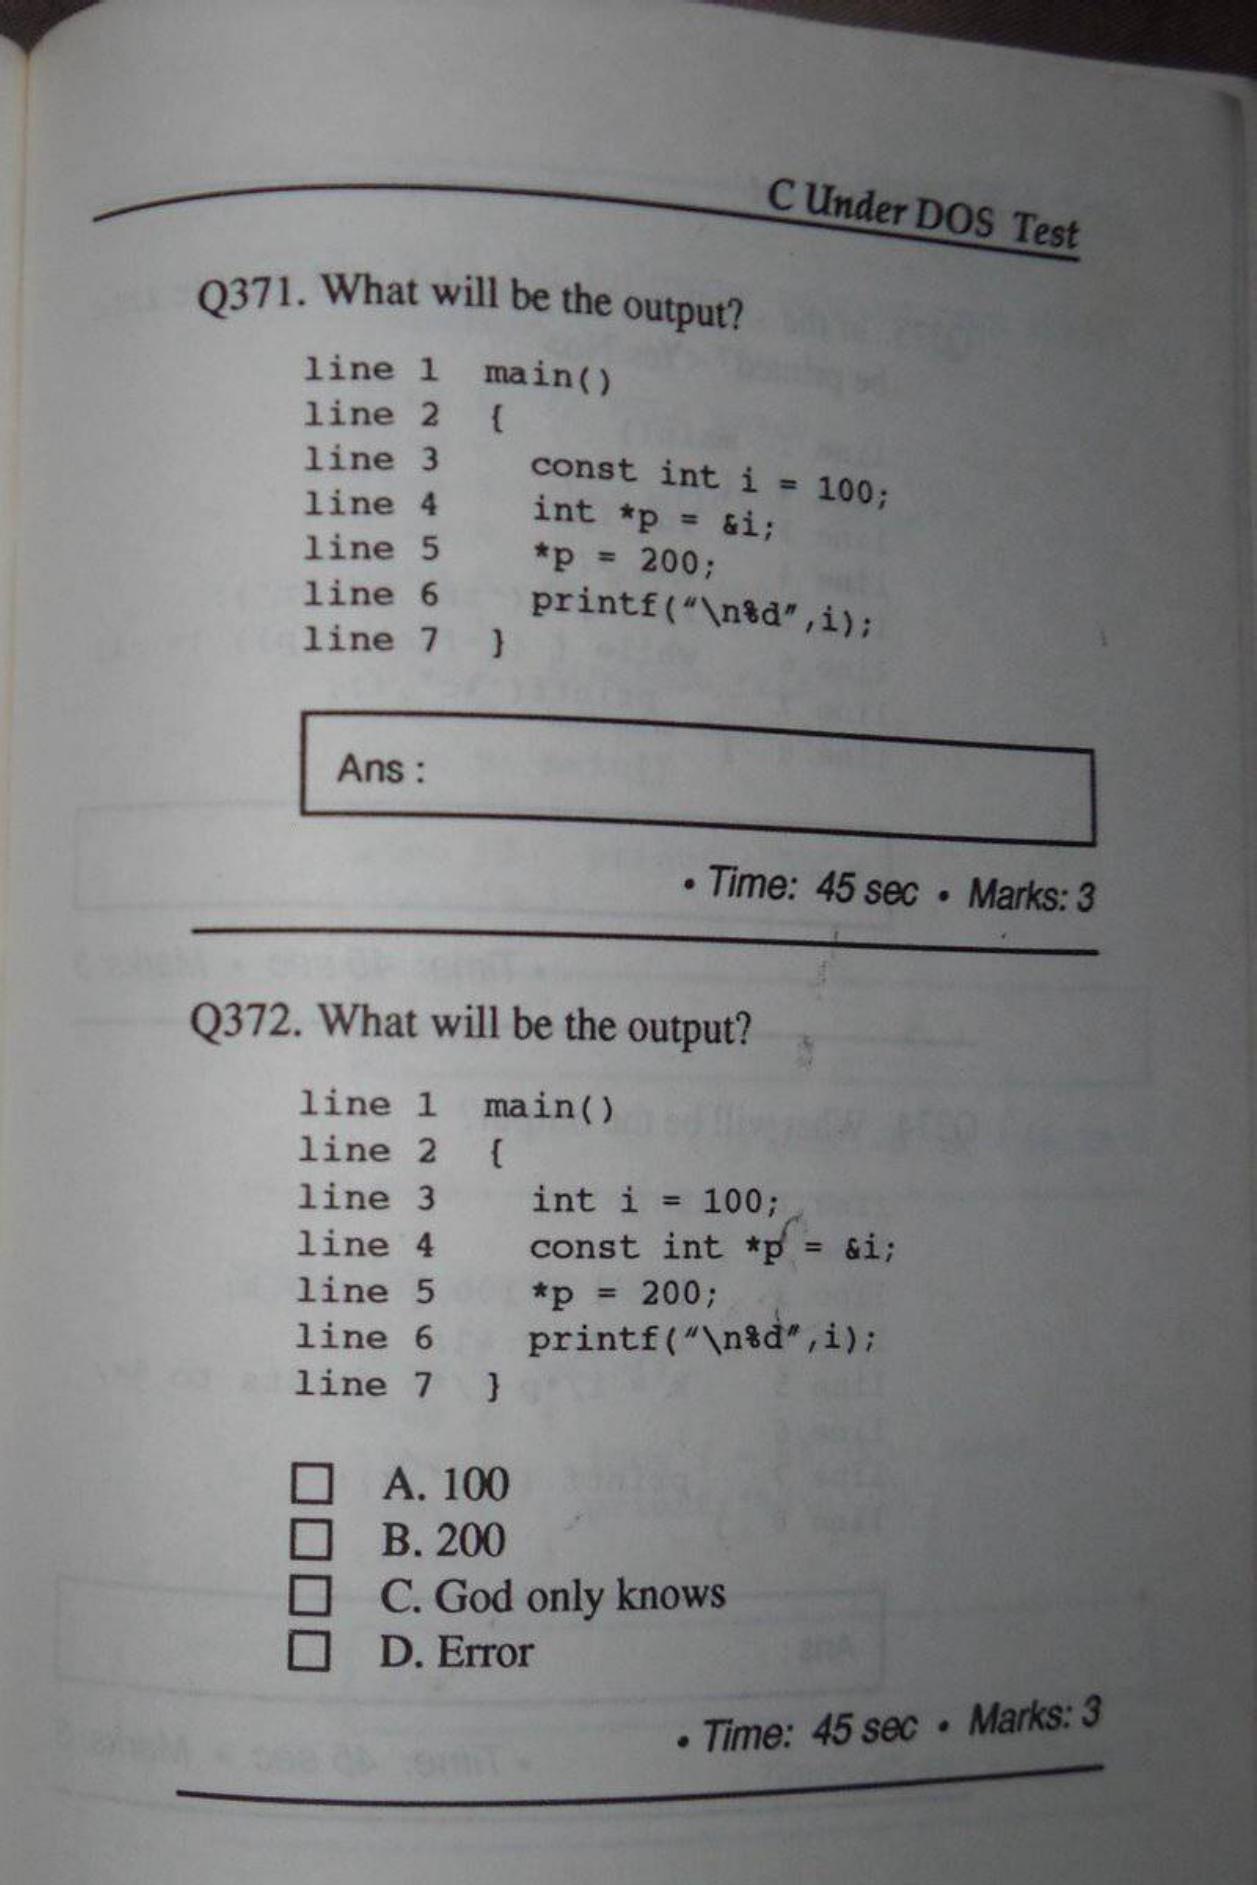 C Under DOS Test
Q371. What will be the output?
line 1 main()
line 2 {
line 3 const int i = 100;
line 4 int *p = &i;
line 5 *p = 200;
line 6 printf("\n%d",i);
line 7 }
Ans :
• Time: 45 sec • Marks: 3
Q372. What will be the output?
line 1 main()
line 2 {
line 3 int i = 100;
line 4 const int *p = &i;
line 5 *p = 200;
line 6 printf("\n%d",i);
line 7 }
A. 100
B. 200
C. God only knows
D. Error
• Time: 45 sec • Marks: 3